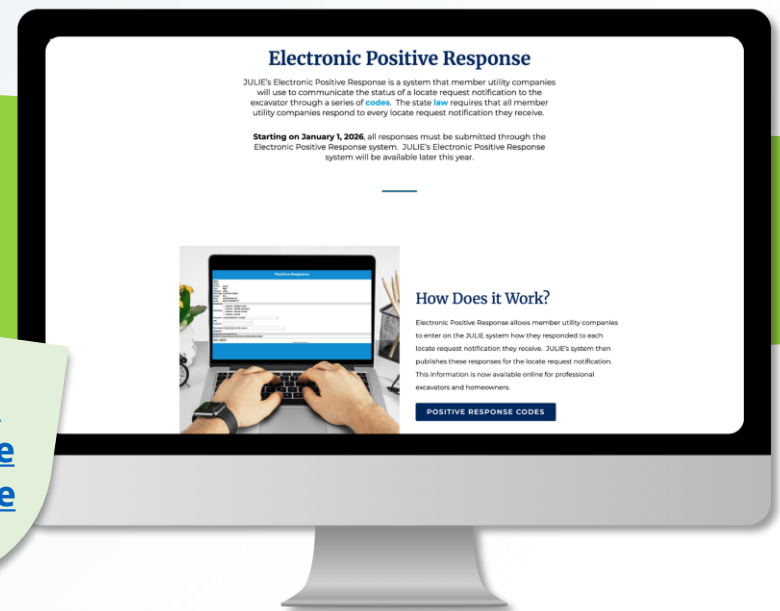 Electronic Positive Response
JULIE's Electronic Positive Response is a system that member utility companies
will use to communicate the status of a locate request notification to the
excavator through a series of codes. The state law requires that all member
utility companies respond to every locate request notification they receive.
Starting on January 1, 2026, all responses must be submitted through the
Electronic Positive Response system. JULIE's Electronic Positive Response
system will be available later this year.
Positive Response
How Does it Work?
Electronic Positive Response allows member utility companies
to enter on the JULIE system how they responded to each
locate request notification they receive. JULIE's system then
publishes these responses for the locate request notification.
This information is now available online for professional
excavators and homeowners.
POSITIVE RESPONSE CODES
e
e